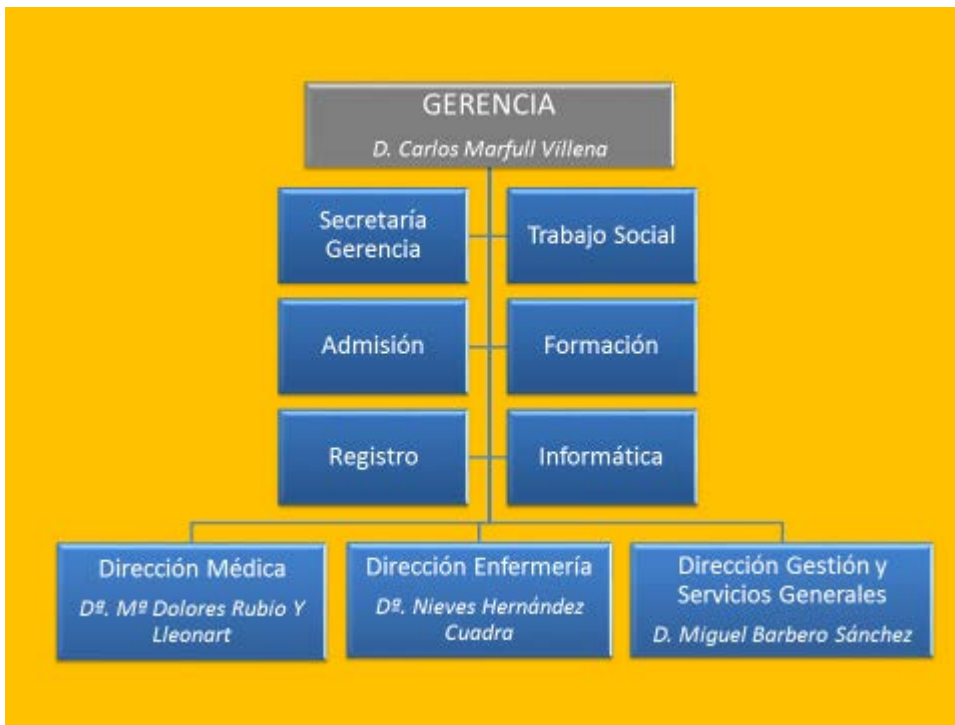 GERENCIA
D. Carlos Marfull Villena
Secretaría
Gerencia
Trabajo Social
Admisión
Formación
Registro
Informática
Dirección Médica
Dª. Mª Dolores Rubio Y
Lleonart
Dirección Enfermería
Dª. Nieves Hernández
Cuadra
Dirección Gestión y
Servicios Generales
D. Miguel Barbero Sánchez